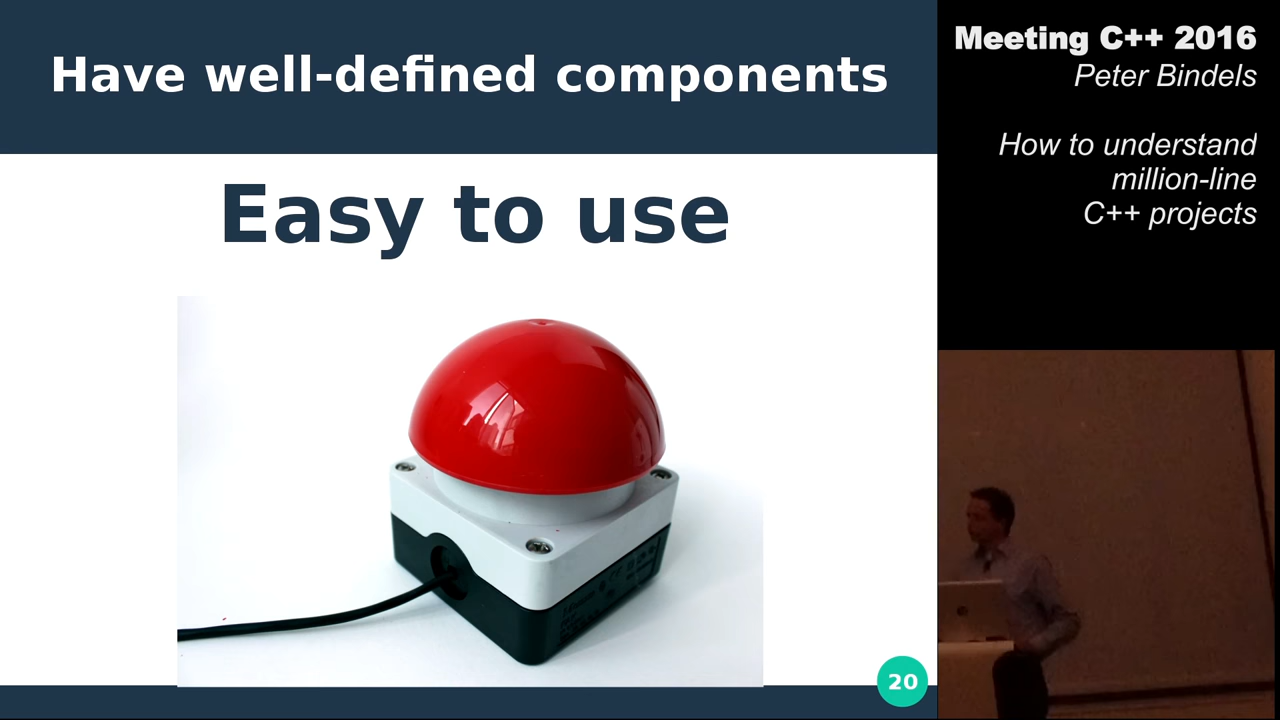 Have well-defined components
Easy to use
20
Meeting C++ 2016
Peter Bindels
How to understand
million-line
C++ projects